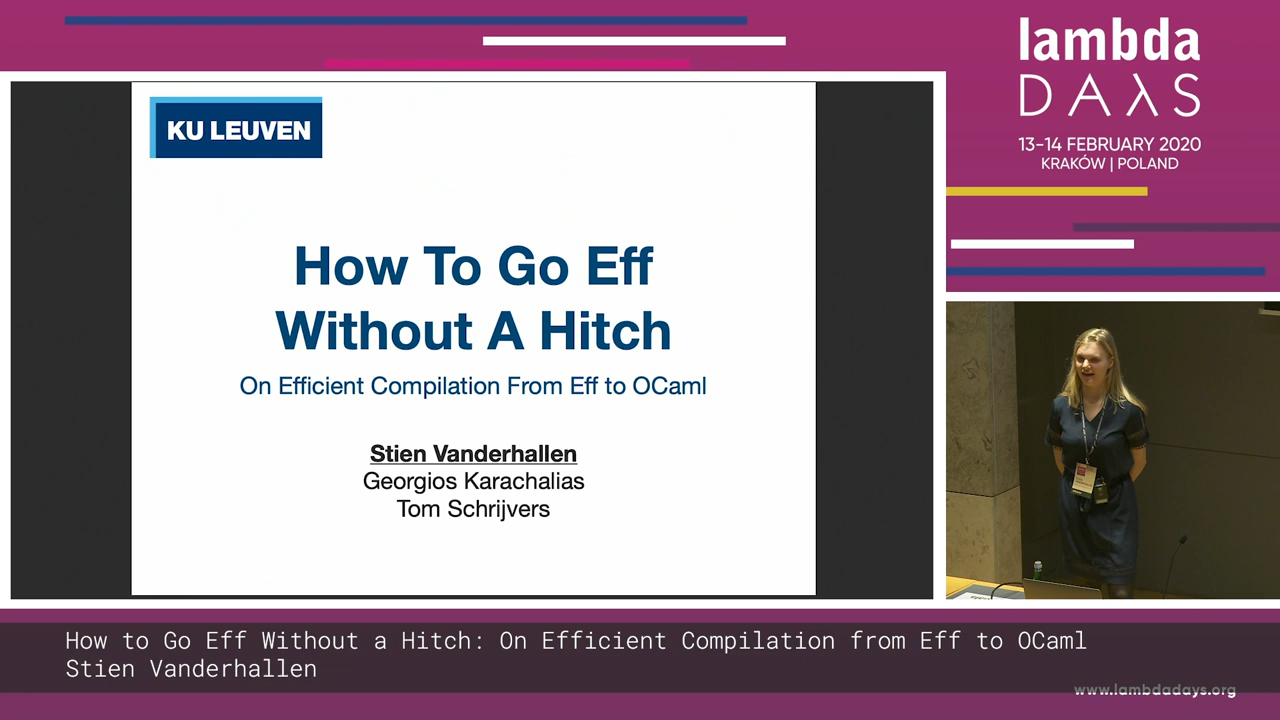 KU LEUVEN
How To Go Eff
Without A Hitch
On Efficient Compilation From Eff to OCaml
Stien Vanderhallen
Georgios Karachalias
Tom Schrijvers
lambda
DAλS
13-14 FEBRUARY 2020
KRAKÓW | POLAND
How to Go Eff Without a Hitch: On Efficient Compilation from Eff to OCaml
Stien Vanderhallen
www.lambdadays.org